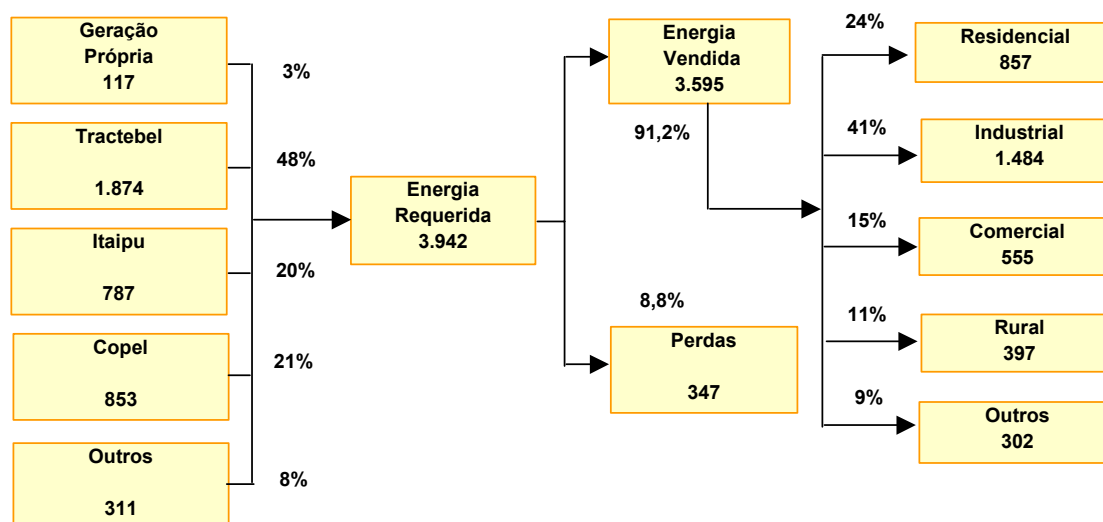 Geração
Própria
117
3%
Tractebel
1.874
48%
Itaipu
787
20%
Copel
853
21%
Outros
311
8%
Energia
Requerida
3.942
Energia
Vendida
3.595
91,2%
8,8%
Perdas
347
24%
Residencial
857
41%
Industrial
1.484
15%
Comercial
555
11%
Rural
397
9%
Outros
302